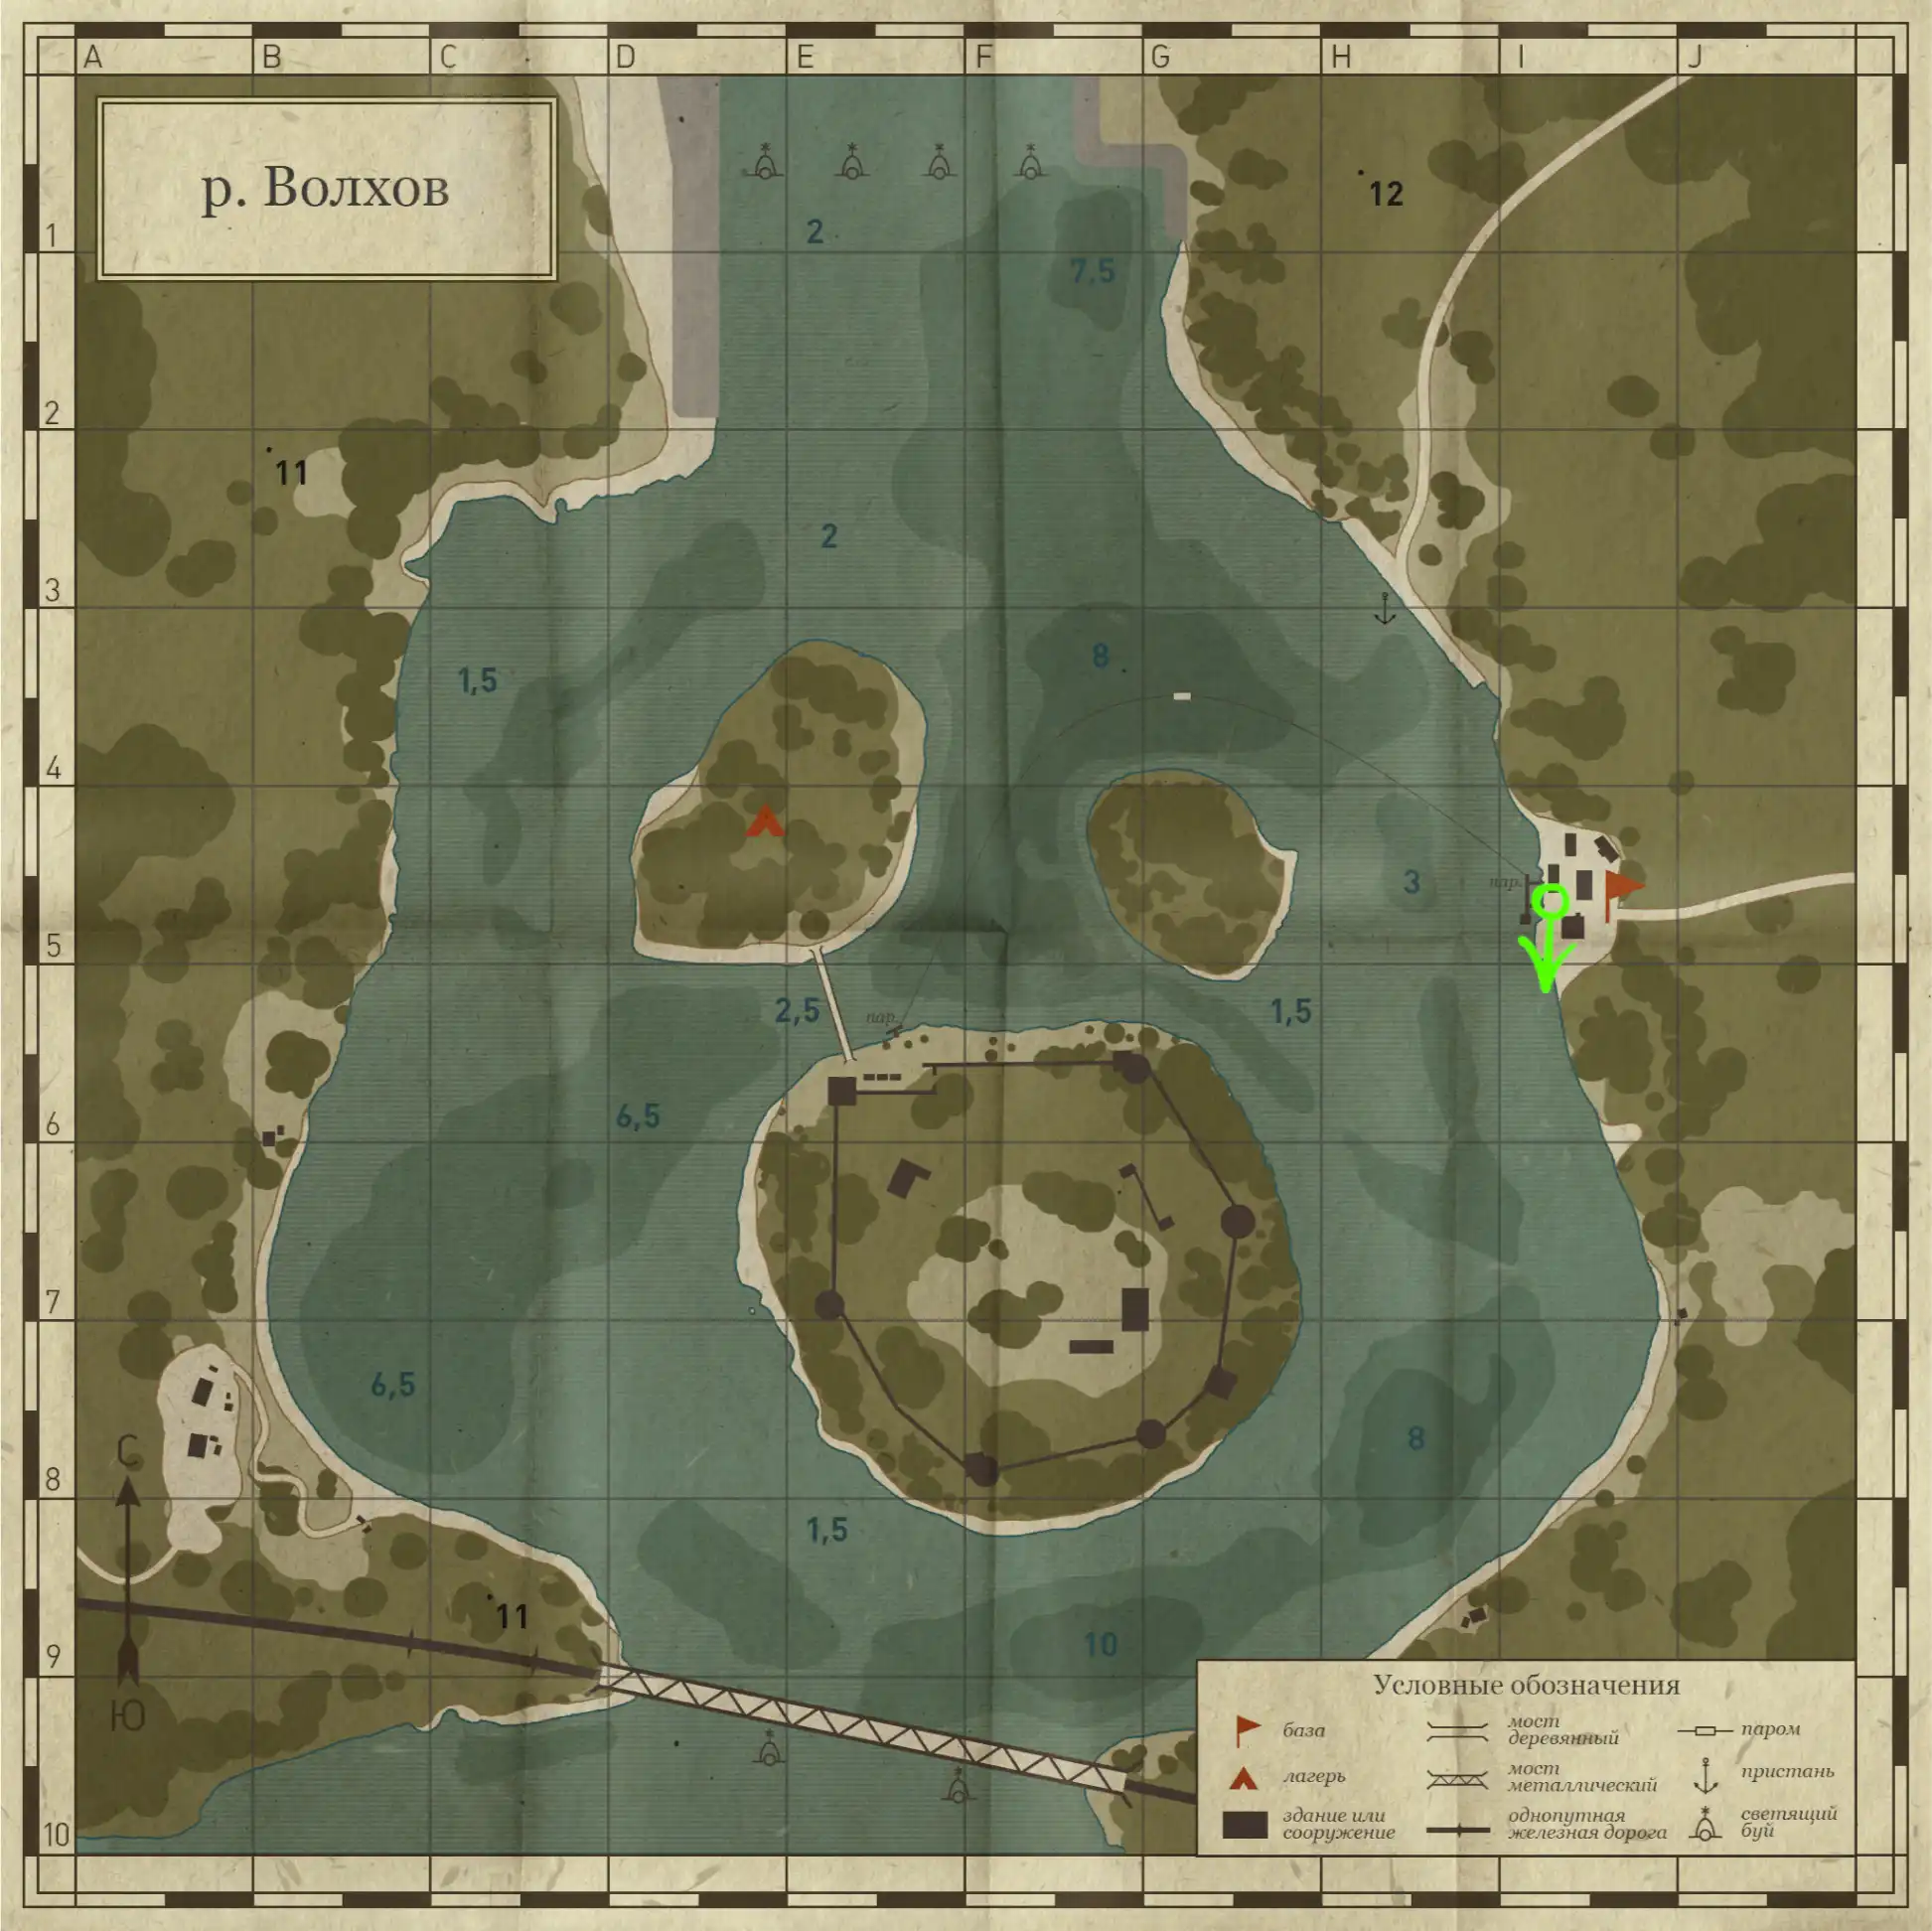 A B C D E F G H I J
р. Волхов
12
1
2
7,5
2
11
2
3
8
1,5
4
3
пар.
5
2,5
1,5
пар.
6
6,5
7
6,5
8
С
8
1,5
11
9
10
Ю
10
Условные обозначения
база
мост
деревянный
паром
лагерь
мост
металлический
пристань
здание или
сооружение
однопутная
железная дорога
светящий
буй